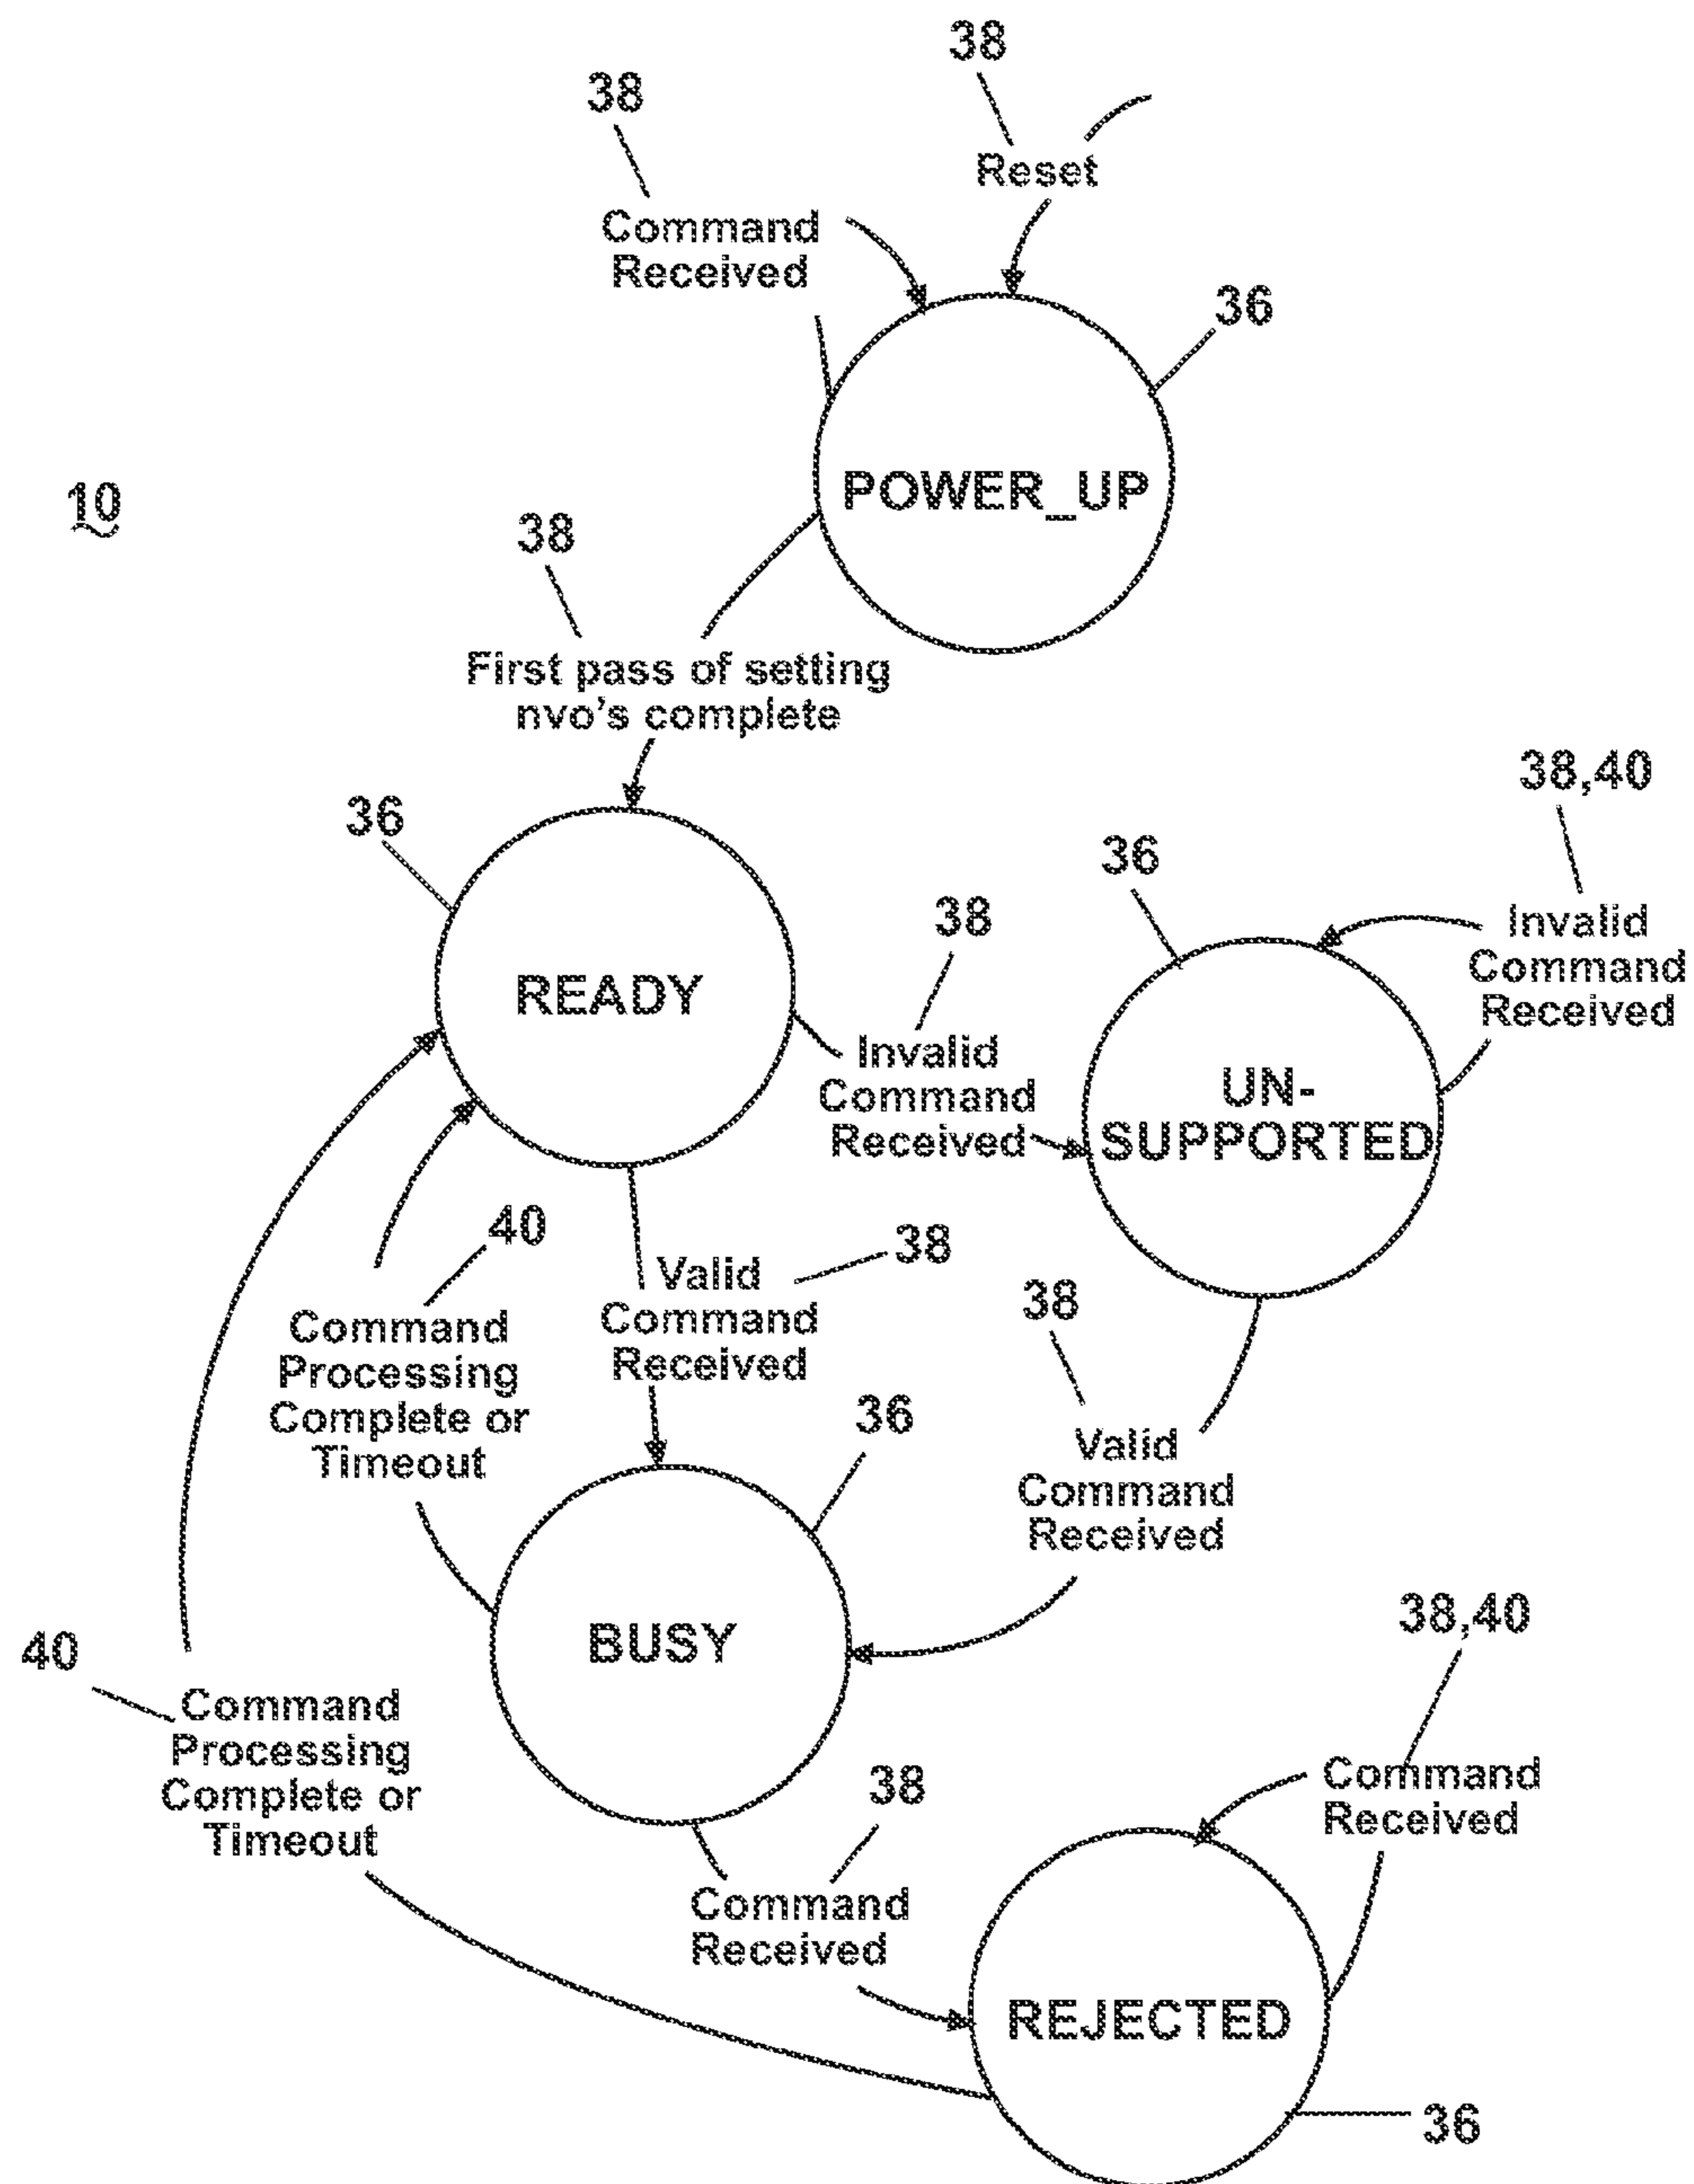 38
38
Reset
Command
Received
36
POWER_UP
10
38
First pass of setting
nvo's complete
38,40
36
36
38
Invalid
Command
Received
READY
Invalid
Command
Received
UN-
SUPPORTED
40
38
Valid
Command
Received
38
Command
Processing
Complete or
Timeout
36
Valid
Command
Received
BUSY
38,40
40
Command
Processing
Complete or
Timeout
38
Command
Received
Command
Received
REJECTED
36